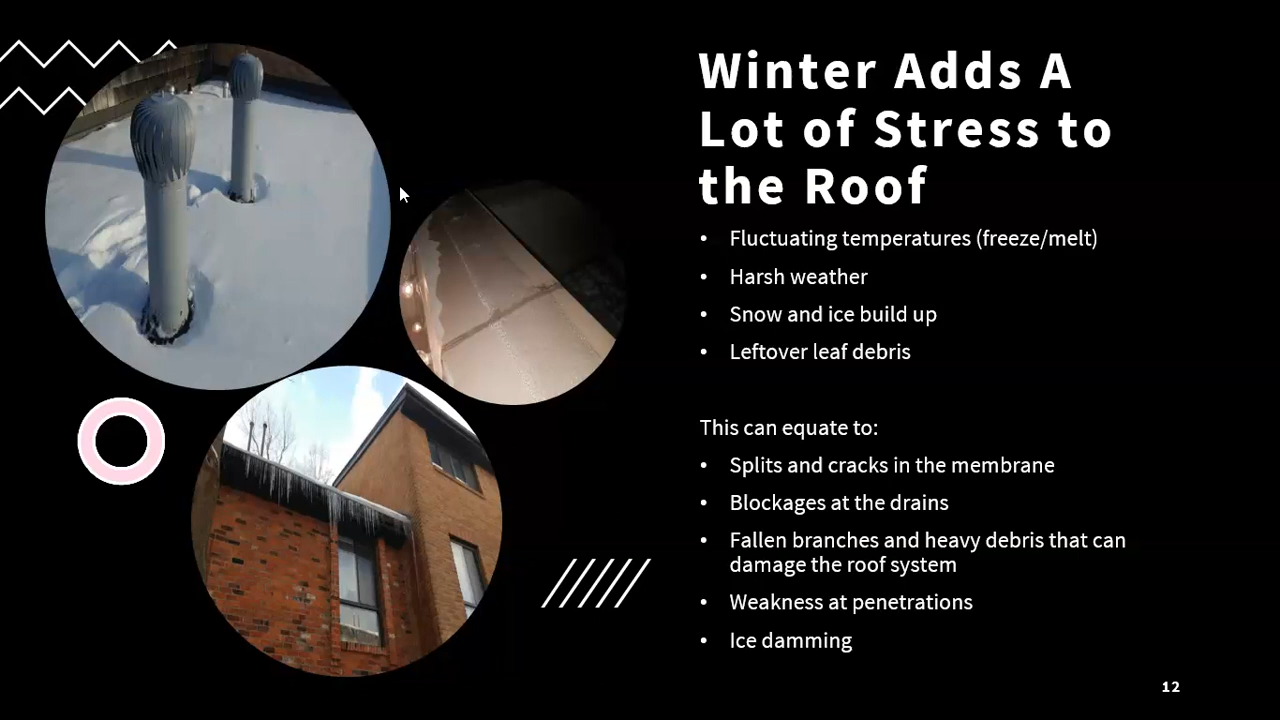 Winter Adds A
Lot of Stress to
the Roof
• Fluctuating temperatures (freeze/melt)
• Harsh weather
• Snow and ice build up
• Leftover leaf debris
This can equate to:
• Splits and cracks in the membrane
• Blockages at the drains
• Fallen branches and heavy debris that can
damage the roof system
• Weakness at penetrations
• Ice damming
12